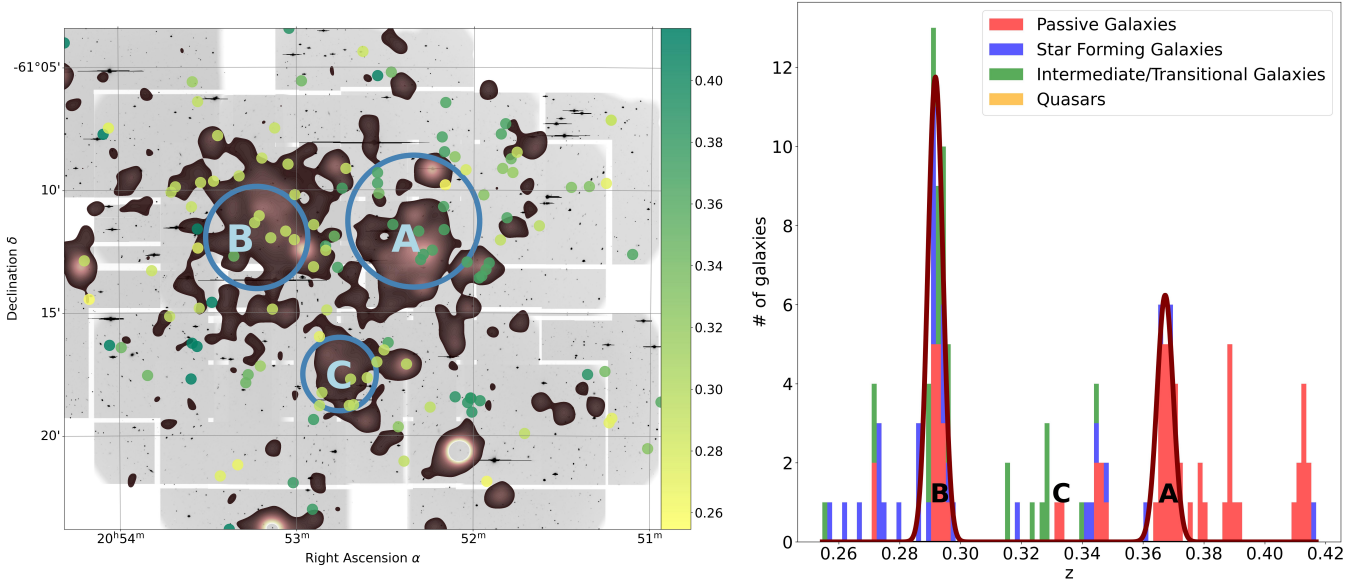 -61°05'
10'
15'
20'
Declination δ
B
A
C
20ʰ54ᵐ
53ᵐ
52ᵐ
51ᵐ
Right Ascension α
0.40
0.38
0.36
0.34
0.32
0.30
0.28
0.26
Passive Galaxies
Star Forming Galaxies
Intermediate/Transitional Galaxies
Quasars
# of galaxies
12
10
8
6
4
2
0
B
C
A
0.26
0.28
0.30
0.32
0.34
0.36
0.38
0.40
0.42
z